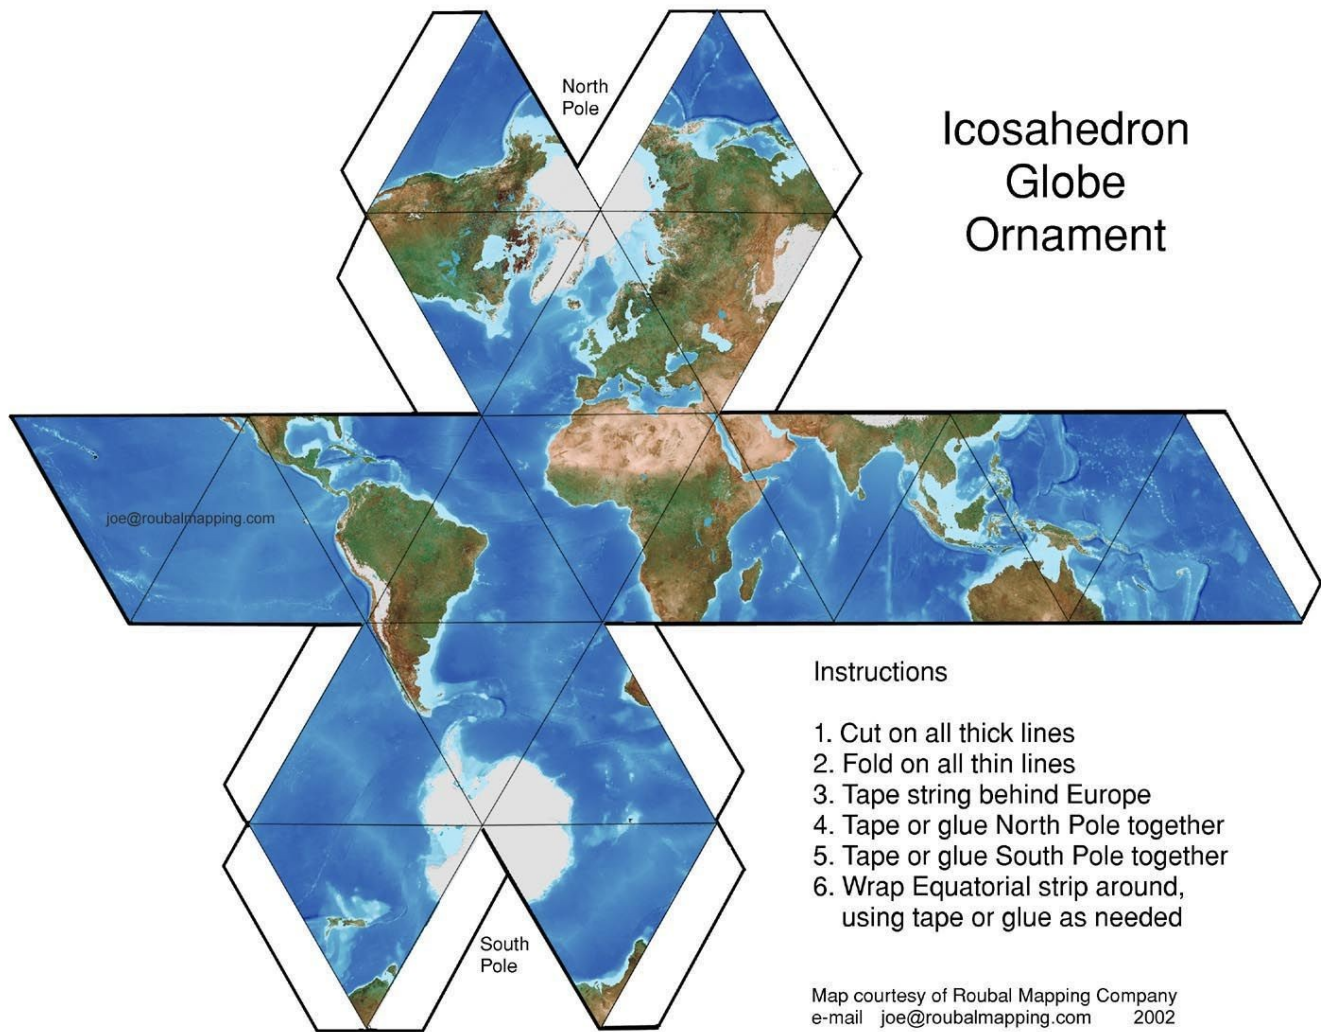 North
Pole
Icosahedron
Globe
Ornament
joe@roubalmapping.com
Instructions
1. Cut on all thick lines
2. Fold on all thin lines
3. Tape string behind Europe
4. Tape or glue North Pole together
5. Tape or glue South Pole together
6. Wrap Equatorial strip around,
using tape or glue as needed
South
Pole
Map courtesy of Roubal Mapping Company
e-mail joe@roubalmapping.com 2002